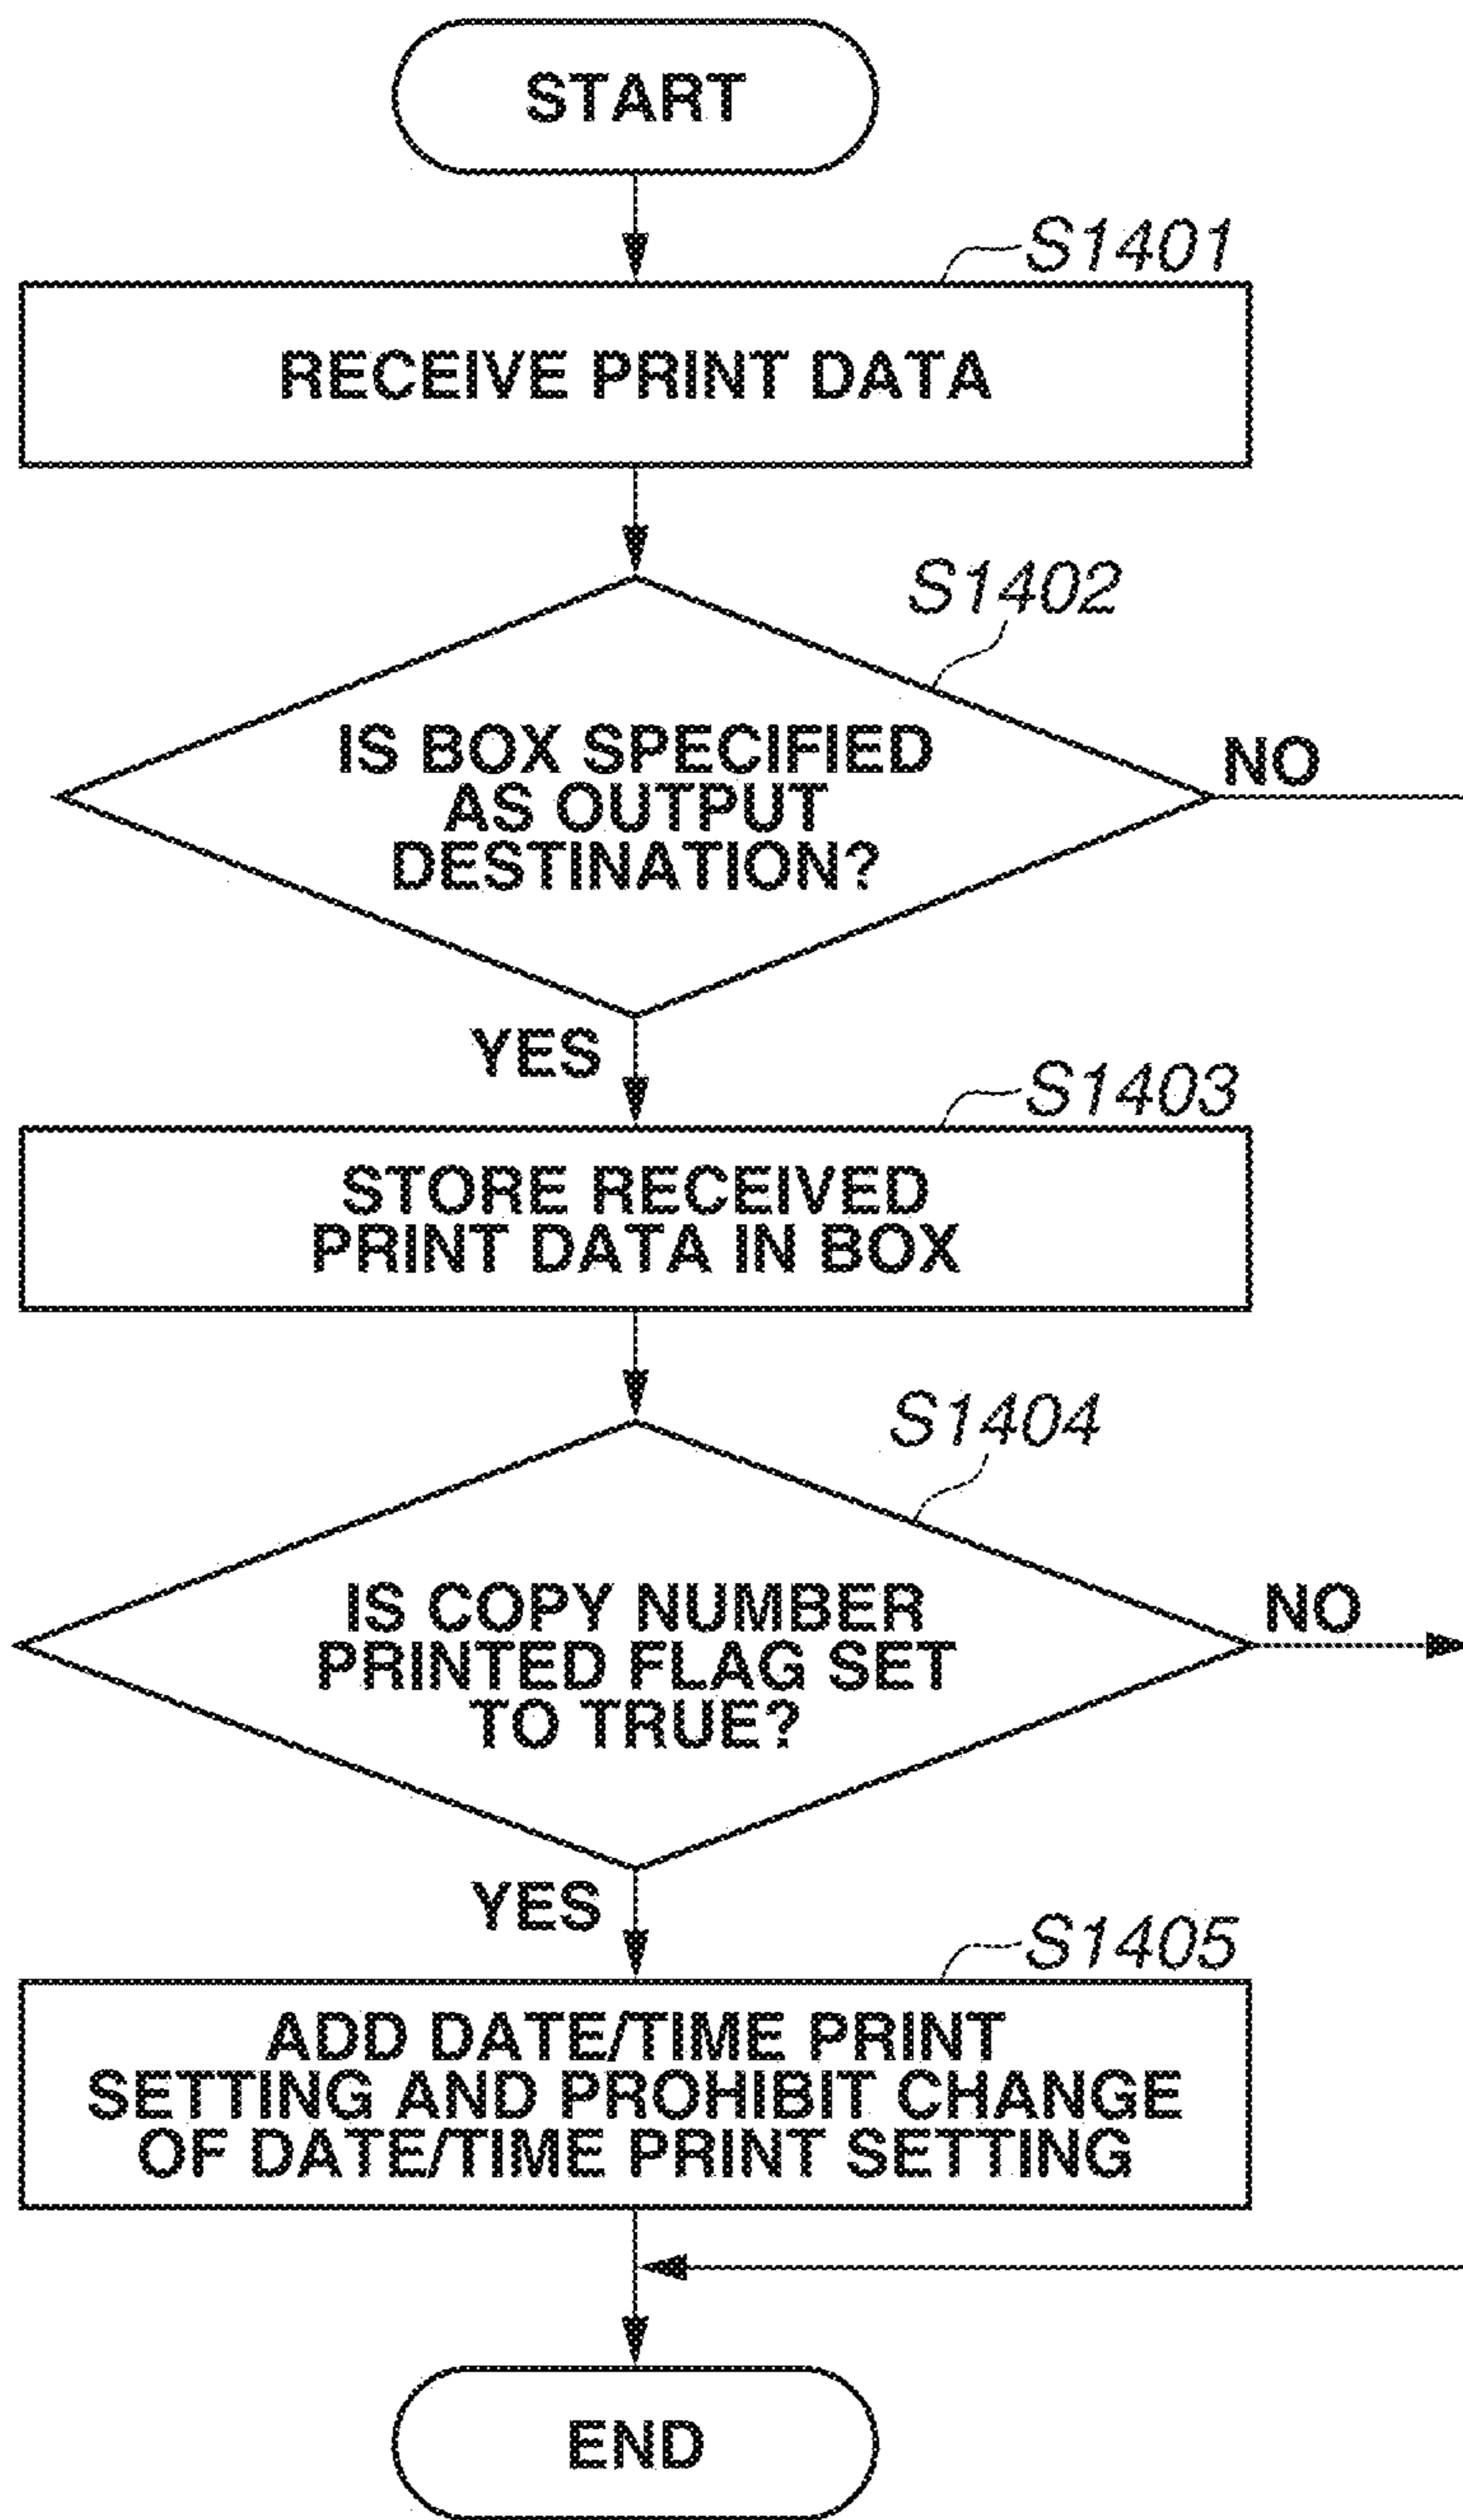 START
S1401
RECEIVE PRINT DATA
S1402
IS BOX SPECIFIED
AS OUTPUT
DESTINATION?
NO
YES
S1403
STORE RECEIVED
PRINT DATA IN BOX
S1404
IS COPY NUMBER
PRINTED FLAG SET
TO TRUE?
NO
YES
S1405
ADD DATE/TIME PRINT
SETTING AND PROHIBIT CHANGE
OF DATE/TIME PRINT SETTING
END